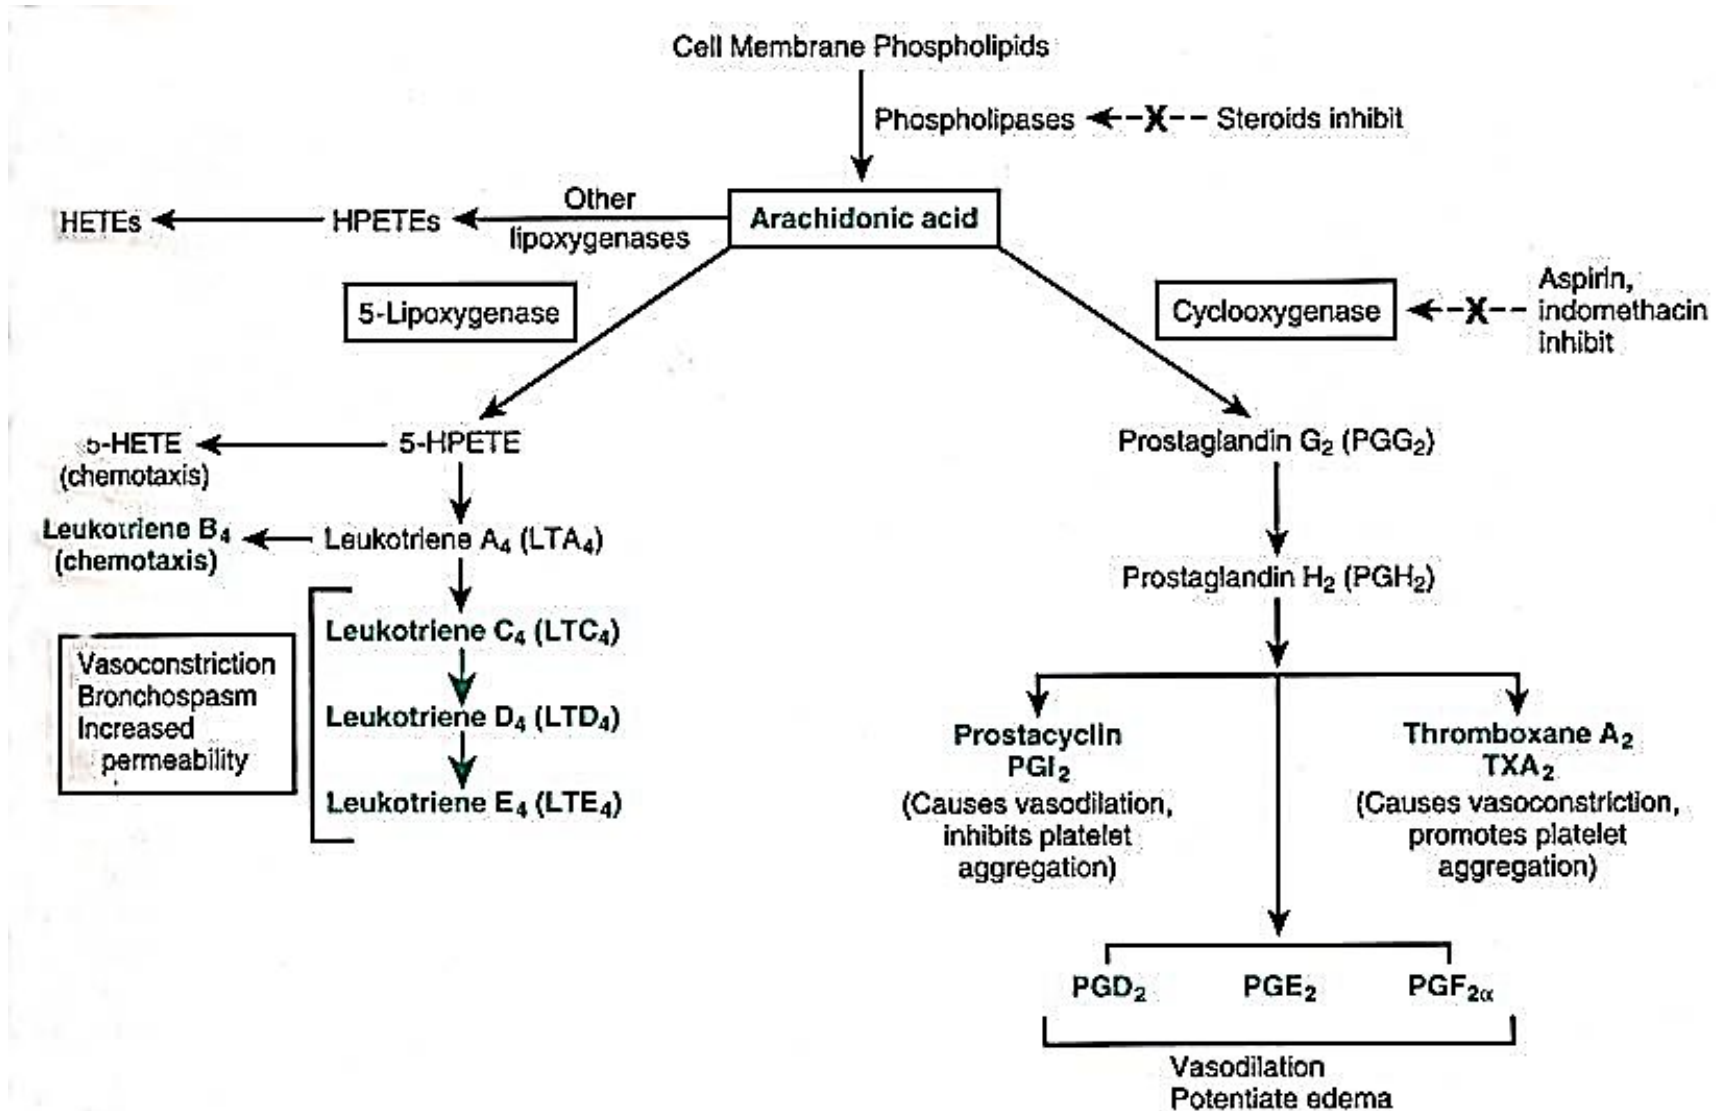 Cell Membrane Phospholipids
Phospholipases
X
Steroids inhibit
HETEs
HPETEs
Other
lipoxygenases
Arachidonic acid
5-Lipoxygenase
Cyclooxygenase
X
Aspirin,
indomethacin
inhibit
5-HETE
(chemotaxis)
5-HPETE
Prostaglandin G₂ (PGG₂)
Leukotriene B₄
(chemotaxis)
Leukotriene A₄ (LTA₄)
Prostaglandin H₂ (PGH₂)
Vasoconstriction
Bronchospasm
Increased
permeability
Leukotriene C₄ (LTC₄)
Leukotriene D₄ (LTD₄)
Leukotriene E₄ (LTE₄)
Prostacyclin
PGI₂
(Causes vasodilation,
inhibits platelet
aggregation)
Thromboxane A₂
TXA₂
(Causes vasoconstriction,
promotes platelet
aggregation)
PGD₂
PGE₂
PGF₂α
Vasodilation
Potentiate edema